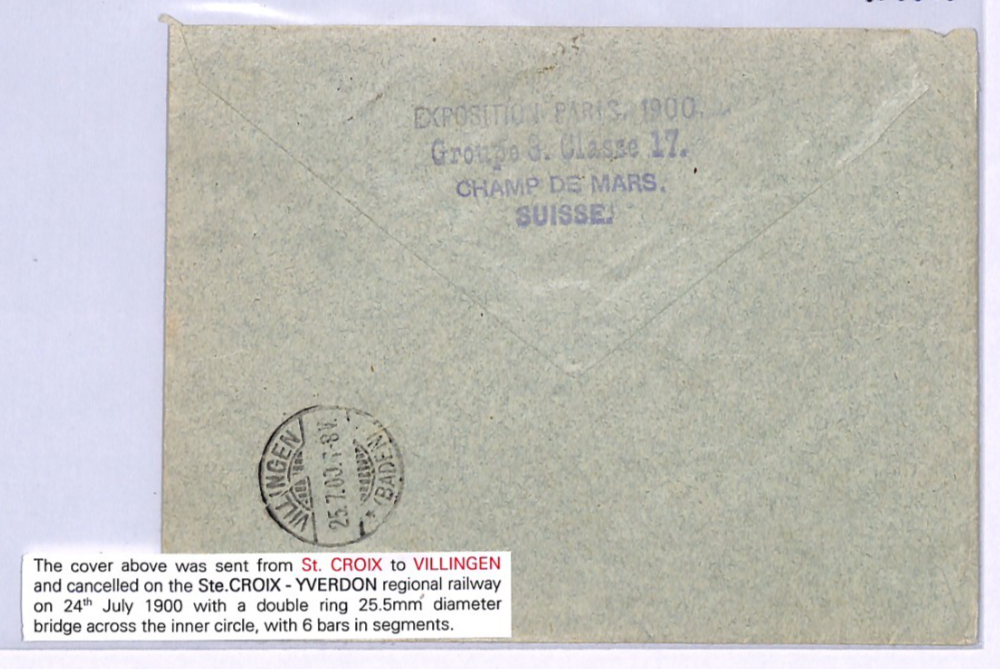 EXPOSITION PARIS. 1900.
Groupe 3. Classe 17.
CHAMP DE MARS.
SUISSE.
VILLINGEN
25.7.00.7-8V.
* (BADEN)
The cover above was sent from St. CROIX to VILLINGEN
and cancelled on the Ste.CROIX - YVERDON regional railway
on 24th July 1900 with a double ring 25.5mm diameter
bridge across the inner circle, with 6 bars in segments.